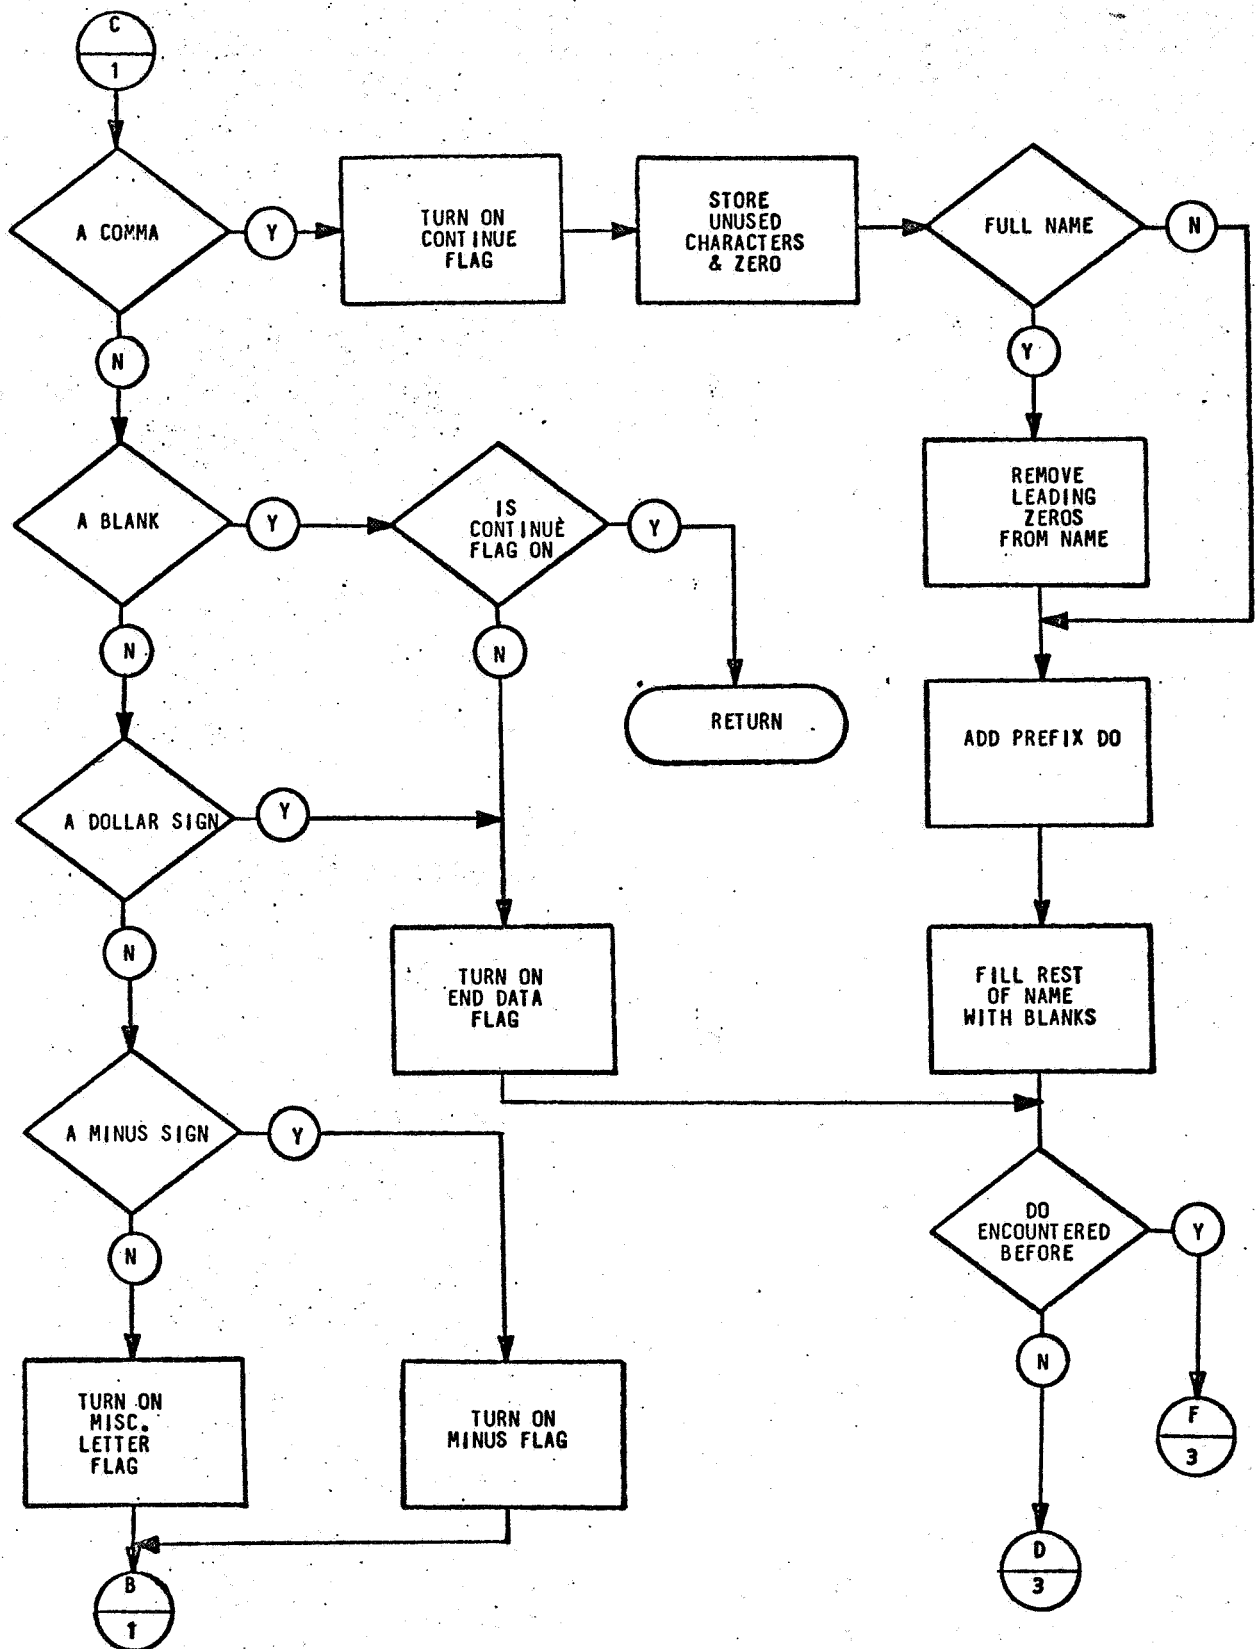 C
1
A COMMA
Y
TURN ON
CONTINUE
FLAG
STORE
UNUSED
CHARACTERS
& ZERO
FULL NAME
N
N
Y
A BLANK
Y
IS
CONTINUE
FLAG ON
Y
REMOVE
LEADING
ZEROS
FROM NAME
N
N
RETURN
ADD PREFIX DO
A DOLLAR SIGN
Y
N
TURN ON
END DATA
FLAG
FILL REST
OF NAME
WITH BLANKS
A MINUS SIGN
Y
DO
ENCOUNTERED
BEFORE
Y
N
N
TURN ON
MISC.
LETTER
FLAG
TURN ON
MINUS FLAG
F
3
B
1
D
3